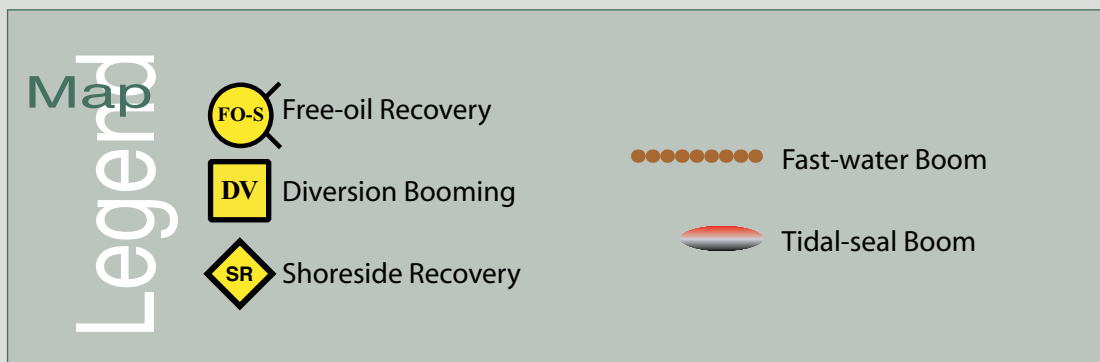 Map
Legend
FO-S Free-oil Recovery
DV Diversion Booming
SR Shoreside Recovery
Fast-water Boom
Tidal-seal Boom